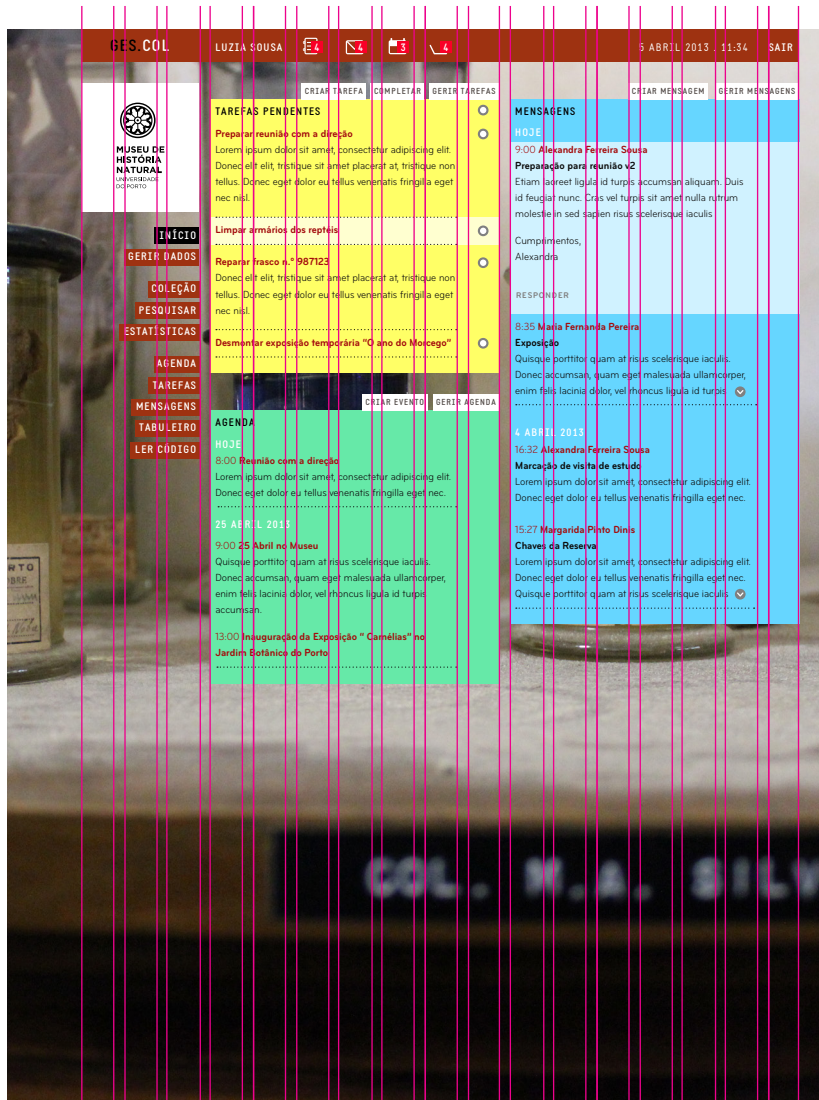 GES.COL
LUZIA SOUSA
4
4
3
4
5 ABRIL 2013 . 11:34
SAIR
MUSEU DE
HISTÓRIA
NATURAL
UNIVERSIDADE
DO PORTO
INÍCIO
GERIR DADOS
COLEÇÃO
PESQUISAR
ESTATÍSTICAS
AGENDA
TAREFAS
MENSAGENS
TABULEIRO
LER CÓDIGO
CRIAR TAREFA
COMPLETAR
GERIR TAREFAS
TAREFAS PENDENTES
Preparar reunião com a direção
Lorem ipsum dolor sit amet, consectetur adipiscing elit.
Donec elit elit, tristique sit amet placerat at, tristique non
tellus. Donec eget dolor eu tellus venenatis fringilla eget
nec nisl.
Limpar armários dos repteis
Reparar frasco n.º 987123
Donec elit elit, tristique sit amet placerat at, tristique non
tellus. Donec eget dolor eu tellus venenatis fringilla eget
nec nisl.
Desmontar exposição temporária "O ano do Morcego"
CRIAR EVENTO
GERIR AGENDA
AGENDA
HOJE
8:00 Reunião com a direção
Lorem ipsum dolor sit amet, consectetur adipiscing elit.
Donec eget dolor eu tellus venenatis fringilla eget nec.
25 ABRIL 2013
9:00 25 Abril no Museu
Quisque porttitor quam at risus scelerisque iaculis.
Donec accumsan, quam eget malesuada ullamcorper,
enim felis lacinia dolor, vel rhoncus ligula id turpis
accumsan.
13:00 Inauguração da Exposição " Camélias" no
Jardim Botânico do Porto
CRIAR MENSAGEM
GERIR MENSAGENS
MENSAGENS
HOJE
9:00 Alexandra Ferreira Sousa
Preparação para reunião v2
Etiam laoreet ligula id turpis accumsan aliquam. Duis
id feugiat nunc. Cras vel turpis sit amet nulla rutrum
molestie in sed sapien risus scelerisque iaculis
Cumprimentos,
Alexandra
RESPONDER
8:35 Maria Fernanda Pereira
Exposição
Quisque porttitor quam at risus scelerisque iaculis.
Donec accumsan, quam eget malesuada ullamcorper,
enim felis lacinia dolor, vel rhoncus ligula id turpis
4 ABRIL 2013
16:32 Alexandra Ferreira Sousa
Marcação de visita de estudo
Lorem ipsum dolor sit amet, consectetur adipiscing elit.
Donec eget dolor eu tellus venenatis fringilla eget nec.
15:27 Margarida Pinto Dinis
Chaves da Reserva
Lorem ipsum dolor sit amet, consectetur adipiscing elit.
Donec eget dolor eu tellus venenatis fringilla eget nec.
Quisque porttitor quam at risus scelerisque iaculis
COL. M.A. SILV